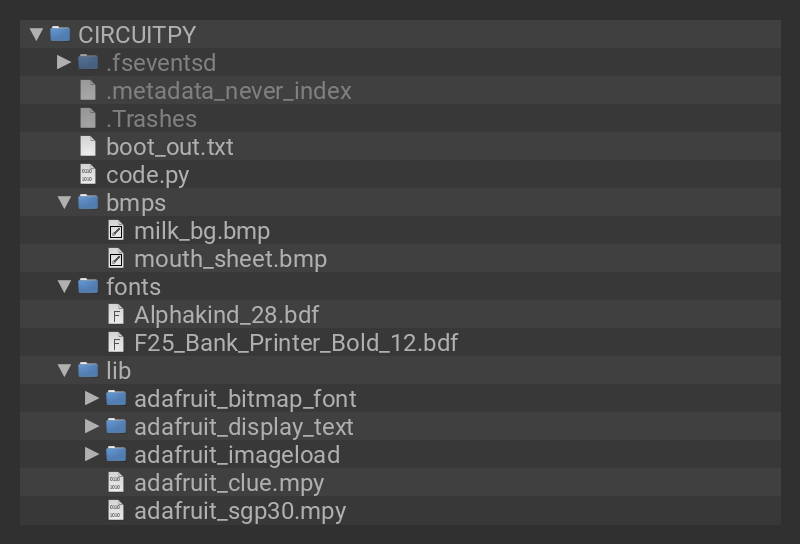 CIRCUITPY
.fseventsd
.metadata_never_index
.Trashes
boot_out.txt
code.py
bmps
milk_bg.bmp
mouth_sheet.bmp
fonts
Alphakind_28.bdf
F25_Bank_Printer_Bold_12.bdf
lib
adafruit_bitmap_font
adafruit_display_text
adafruit_imageload
adafruit_clue.mpy
adafruit_sgp30.mpy